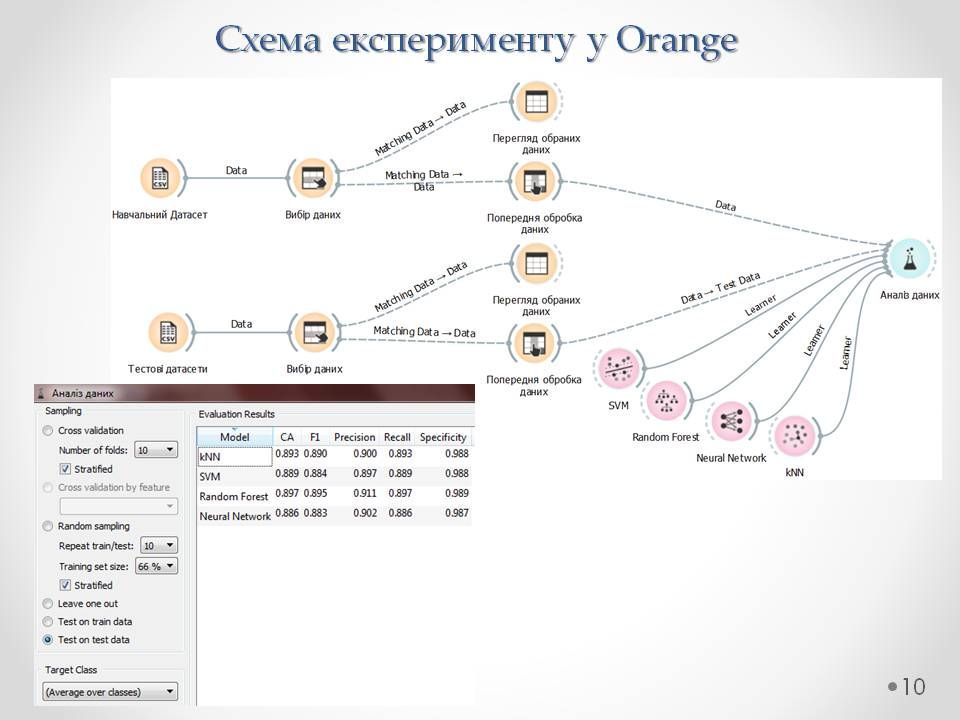 Схема експерименту у Orange
Matching Data → Data
Перегляд обраних
даних
CSV
Data
Навчальний Датасет
Вибір даних
Matching Data →
Data
Попередня обробка
даних
Data
Аналіз даних
Matching Data → Data
Перегляд обраних
даних
CSV
Data
Тестові датасети
Вибір даних
Matching Data → Data
Попередня обробка
даних
Data → Test Data
Learner
Learner
Learner
Learner
SVM
Random Forest
Neural Network
kNN
Аналіз даних
Sampling
Cross validation
Number of folds: 10
Stratified
Cross validation by feature
Random sampling
Repeat train/test: 10
Training set size: 66 %
Stratified
Leave one out
Test on train data
Test on test data
Target Class
(Average over classes)
Evaluation Results
Model CA F1 Precision Recall Specificity
kNN 0.893 0.890 0.900 0.893 0.988
SVM 0.889 0.884 0.897 0.889 0.988
Random Forest 0.897 0.895 0.911 0.897 0.989
Neural Network 0.886 0.883 0.902 0.886 0.987
10